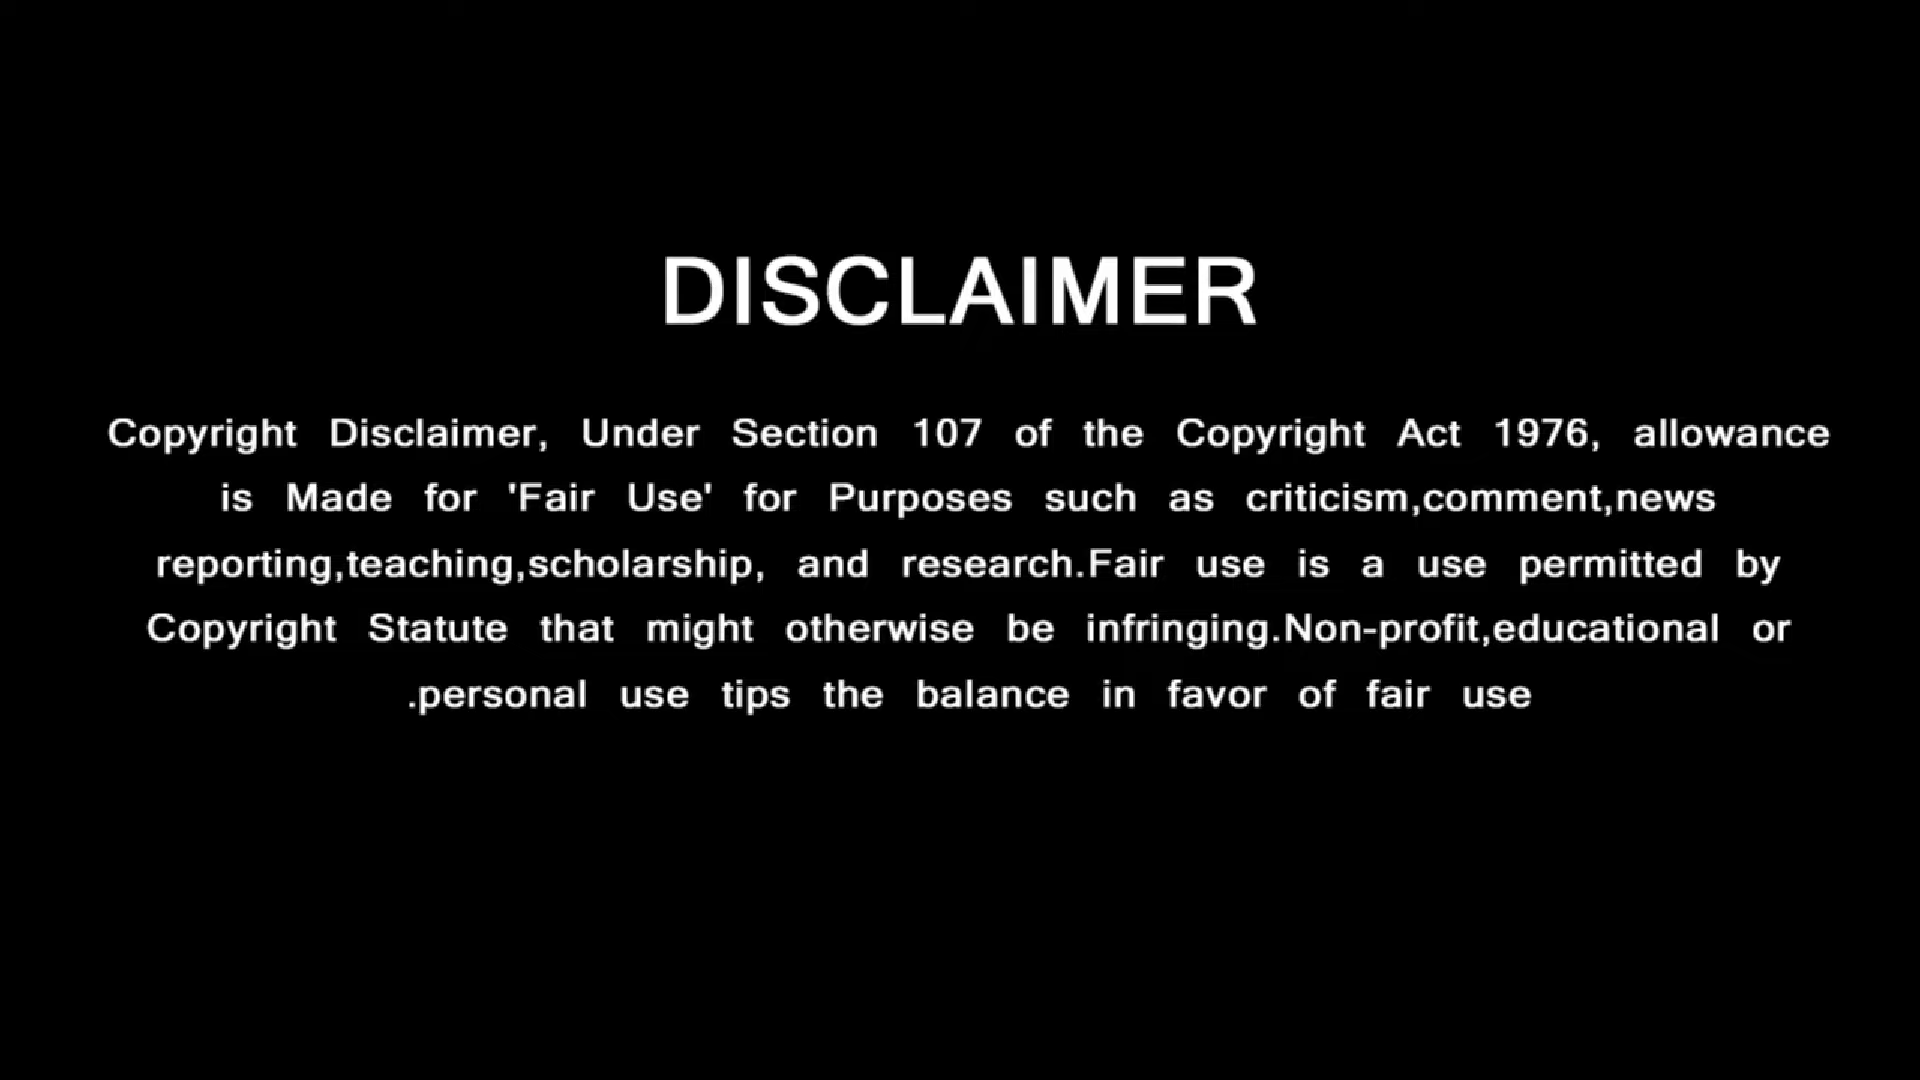 DISCLAIMER
Copyright Disclaimer, Under Section 107 of the Copyright Act 1976, allowance
is Made for 'Fair Use' for Purposes such as criticism,comment,news
reporting,teaching,scholarship, and research.Fair use is a use permitted by
Copyright Statute that might otherwise be infringing.Non-profit,educational or
.personal use tips the balance in favor of fair use